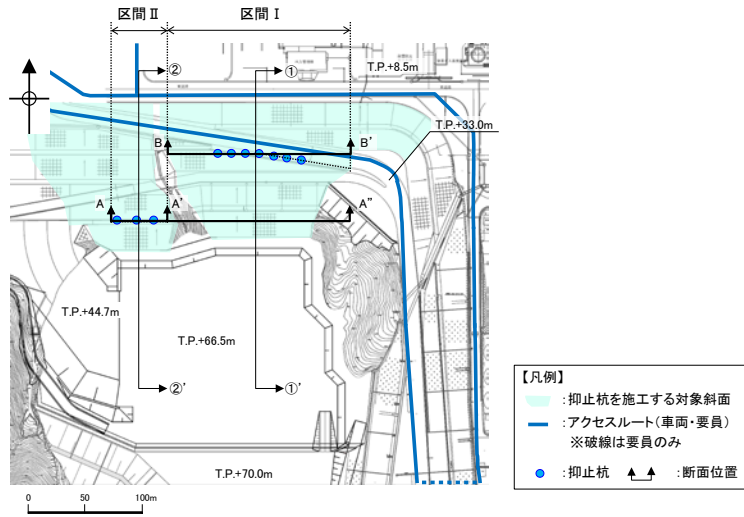 区間Ⅱ 区間Ⅰ
② ①
T.P.+8.5m
T.P.+33.0m
B B'
A A' A"
T.P.+44.7m
T.P.+66.5m
②' ①'
T.P.+70.0m
0 50 100m
【凡例】
:抑止杭を施工する対象斜面
:アクセスルート(車両・要員)
※破線は要員のみ
:抑止杭 :断面位置